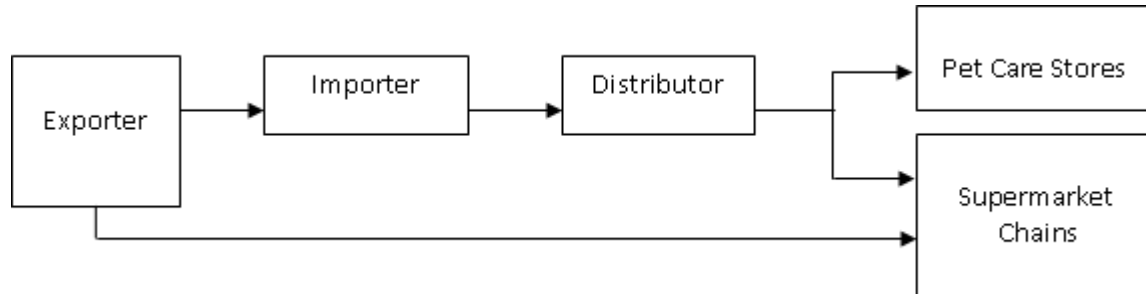 Exporter
Importer
Distributor
Pet Care Stores
Supermarket
Chains